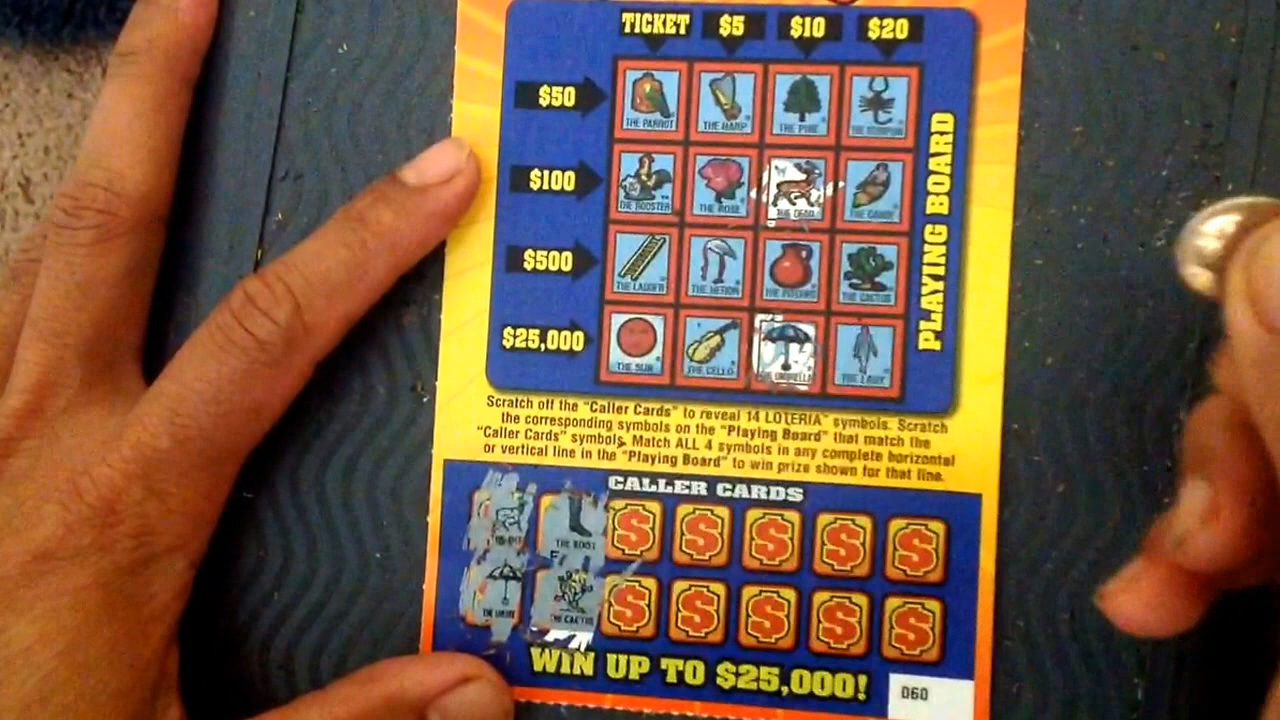 TICKET $5 $10 $20
$50
THE PARROT THE HARP THE PINE THE SCORPION
$100
THE ROOSTER THE ROSE THE DEER THE CANOE
$500
THE LADDER THE HERON THE PITCHER THE CACTUS
$25,000
THE SUN THE CELLO THE UMBRELLA THE LADY
PLAYING BOARD
Scratch off the "Caller Cards" to reveal 14 LOTERIA™ symbols. Scratch
the corresponding symbols on the "Playing Board" that match the
"Caller Cards" symbols. Match ALL 4 symbols in any complete horizontal
or vertical line in the "Playing Board" to win prize shown for that line.
CALLER CARDS
THE BOOT $ $ $ $ $
THE CACTUS $ $ $ $ $
WIN UP TO $25,000!
060